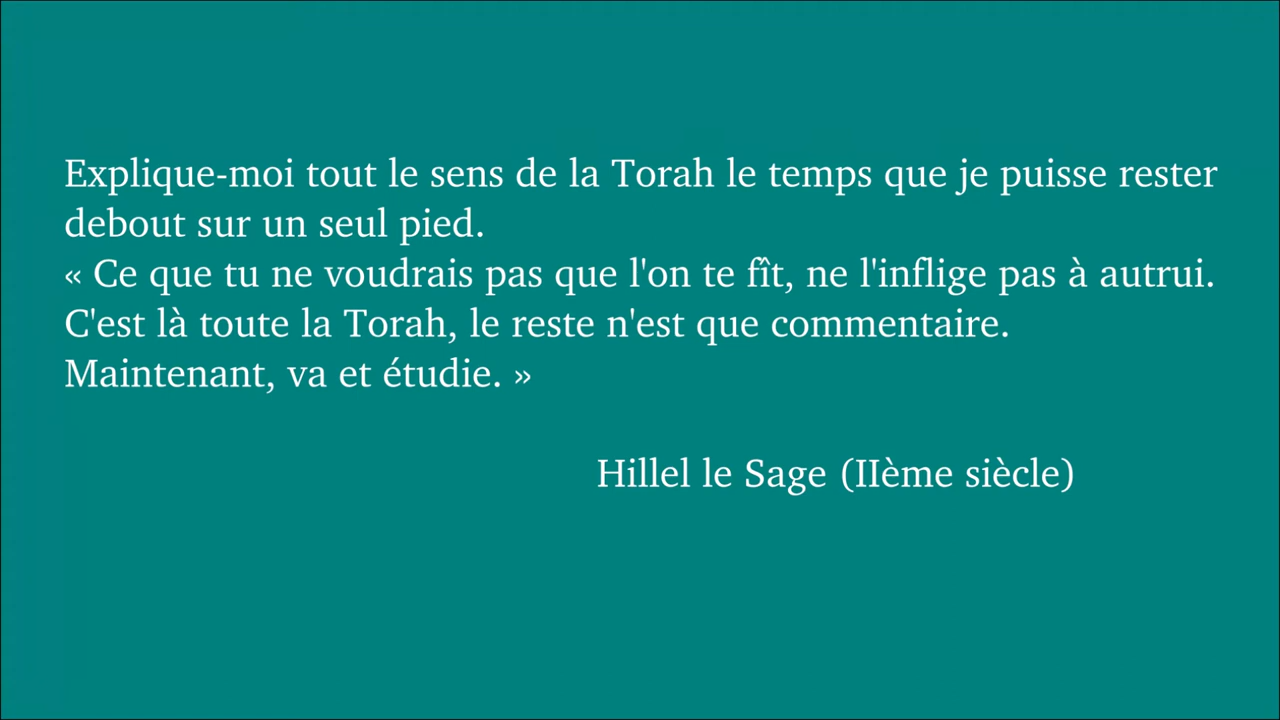 Explique-moi tout le sens de la Torah le temps que je puisse rester
debout sur un seul pied.
« Ce que tu ne voudrais pas que l'on te fît, ne l'inflige pas à autrui.
C'est là toute la Torah, le reste n'est que commentaire.
Maintenant, va et étudie. »
Hillel le Sage (IIème siècle)